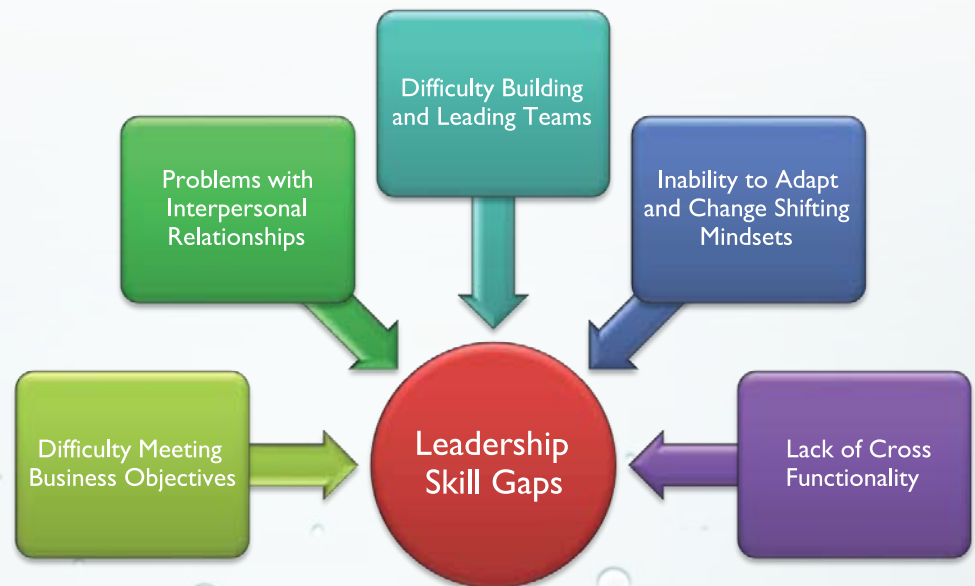 Difficulty Building
and Leading Teams
Problems with
Interpersonal
Relationships
Inability to Adapt
and Change Shifting
Mindsets
Difficulty Meeting
Business Objectives
Leadership
Skill Gaps
Lack of Cross
Functionality